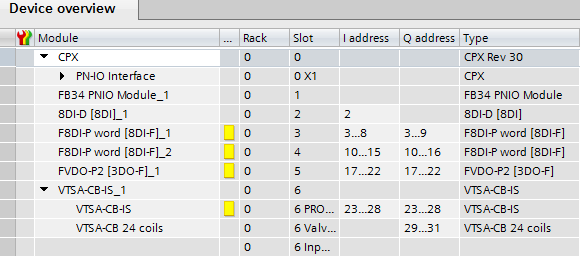 Device overview
Module ... Rack Slot I address Q address Type
CPX 0 0 CPX Rev 30
PN-IO Interface 0 0 X1 CPX
FB34 PNIO Module_1 0 1 FB34 PNIO Module
8DI-D [8DI]_1 0 2 2 8DI-D [8DI]
F8DI-P word [8DI-F]_1 0 3 3...8 3...9 F8DI-P word [8DI-F]
F8DI-P word [8DI-F]_2 0 4 10...15 10...16 F8DI-P word [8DI-F]
FVDO-P2 [3DO-F]_1 0 5 17...22 17...22 FVDO-P2 [3DO-F]
VTSA-CB-IS_1 0 6 VTSA-CB-IS
VTSA-CB-IS 0 6 PRO... 23...28 23...28 VTSA-CB-IS
VTSA-CB 24 coils 0 6 Valv... 29...31 VTSA-CB 24 coils
0 6 Inp...